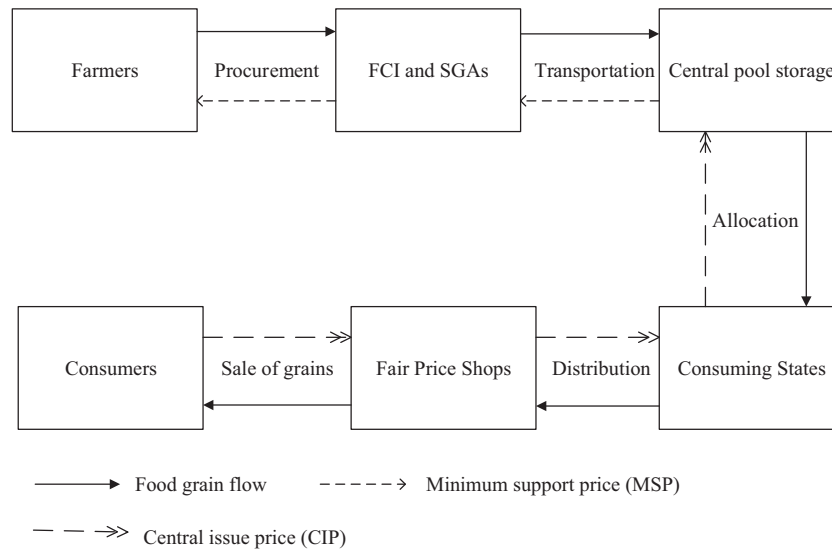 Farmers
Procurement
FCI and SGAs
Transportation
Central pool storage
Allocation
Consumers
Sale of grains
Fair Price Shops
Distribution
Consuming States
Food grain flow
Minimum support price (MSP)
Central issue price (CIP)